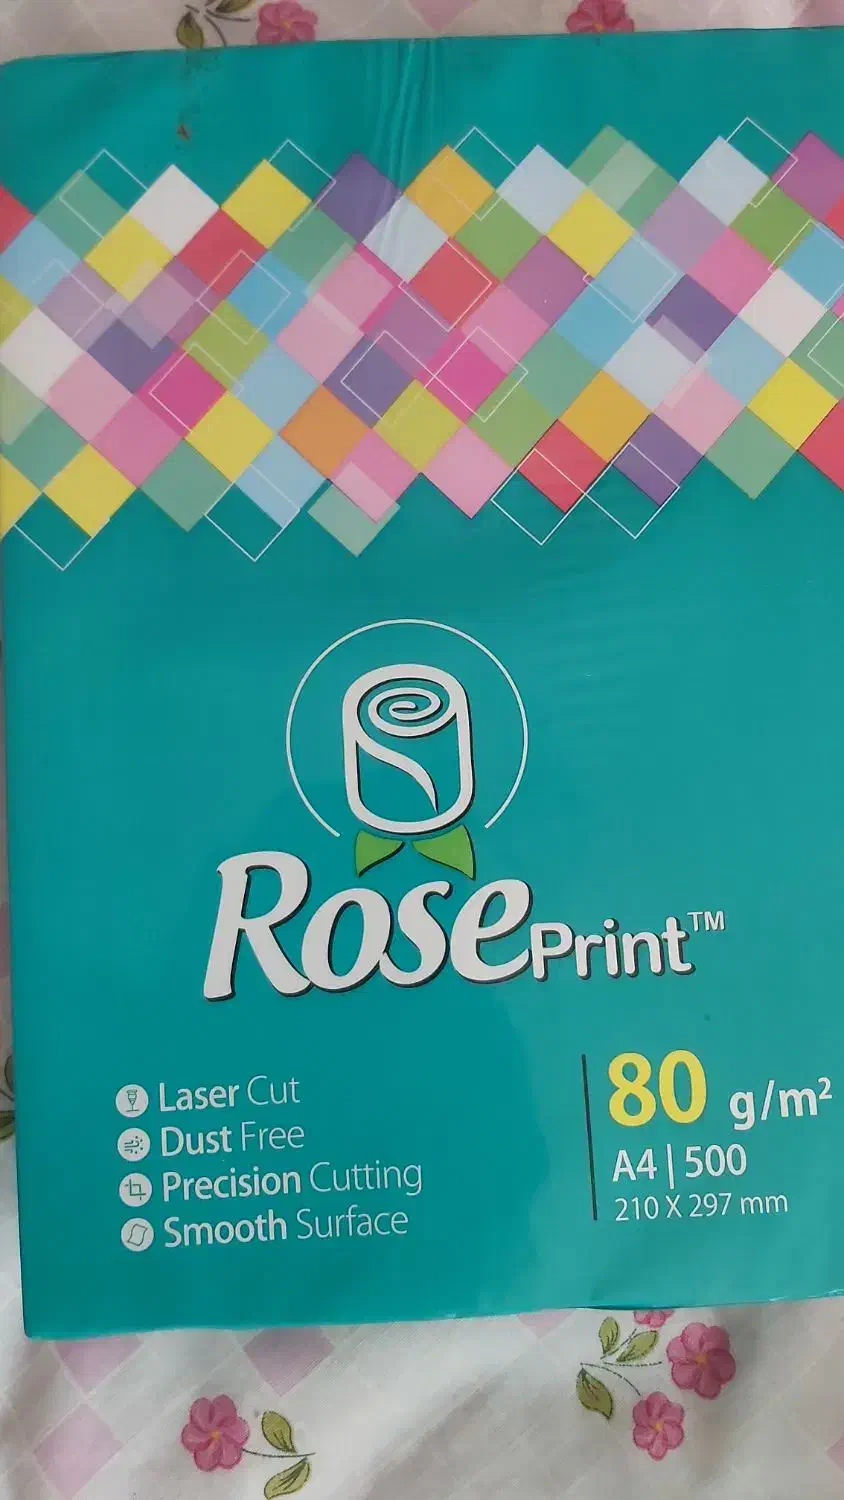 RosePrint™
Laser Cut
Dust Free
Precision Cutting
Smooth Surface
80 g/m²
A4 | 500
210 X 297 mm